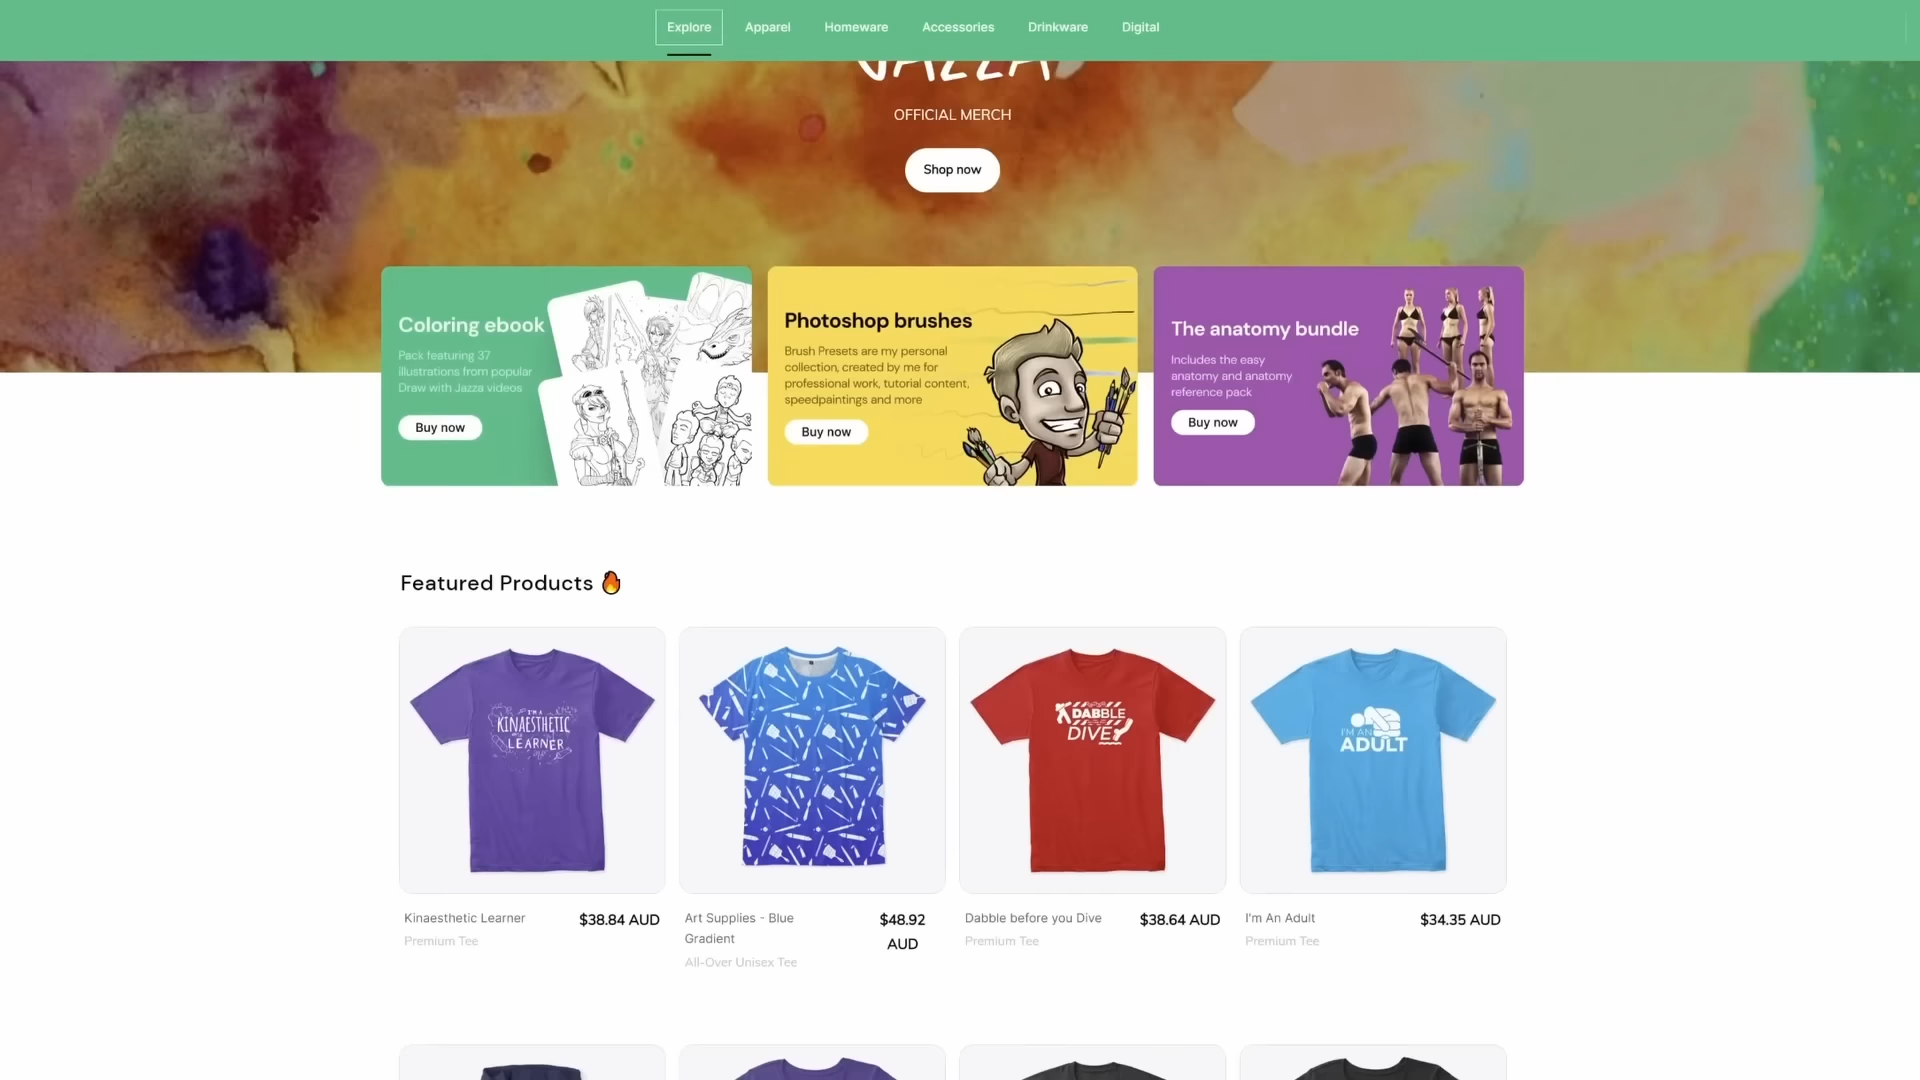 Explore Apparel Homeware Accessories Drinkware Digital
JAZZA
OFFICIAL MERCH
Shop now
Coloring ebook
Pack featuring 37
illustrations from popular
Draw with Jazza videos
Buy now
Photoshop brushes
Brush Presets are my personal
collection, created by me for
professional work, tutorial content,
speedpaintings and more
Buy now
The anatomy bundle
Includes the easy
anatomy and anatomy
reference pack
Buy now
Featured Products 🔥
I'M A
KINAESTHETIC
LEARNER
DABBLE
DIVE
I'M AN
ADULT
Kinaesthetic Learner
$38.84 AUD
Premium Tee
Art Supplies - Blue
Gradient
$48.92
AUD
All-Over Unisex Tee
Dabble before you Dive
$38.64 AUD
Premium Tee
I'm An Adult
$34.35 AUD
Premium Tee